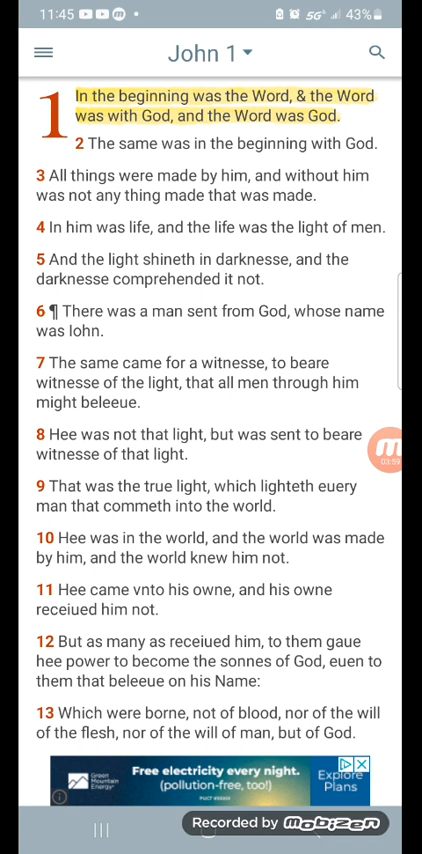 11:45 5G 43%
John 1
1 In the beginning was the Word, & the Word
was with God, and the Word was God.
2 The same was in the beginning with God.
3 All things were made by him, and without him
was not any thing made that was made.
4 In him was life, and the life was the light of men.
5 And the light shineth in darknesse, and the
darknesse comprehended it not.
6 ¶ There was a man sent from God, whose name
was Iohn.
7 The same came for a witnesse, to beare
witnesse of the light, that all men through him
might beleeue.
8 Hee was not that light, but was sent to beare
witnesse of that light.
03:59
9 That was the true light, which lighteth euery
man that commeth into the world.
10 Hee was in the world, and the world was made
by him, and the world knew him not.
11 Hee came vnto his owne, and his owne
receiued him not.
12 But as many as receiued him, to them gaue
hee power to become the sonnes of God, euen to
them that beleeue on his Name:
13 Which were borne, not of blood, nor of the will
of the flesh, nor of the will of man, but of God.
Green
Mountain
Energy
Free electricity every night.
(pollution-free, too!)
Explore
Plans
Recorded by mobizen